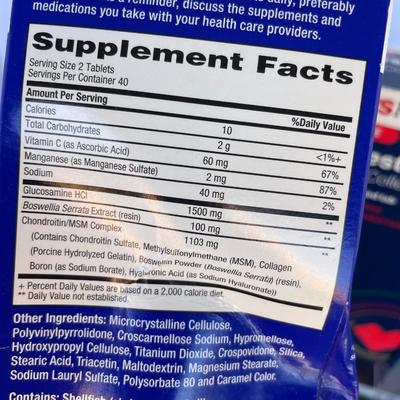 a reminder, discuss the supplements and
medications you take with your health care providers.
Supplement Facts
Serving Size 2 Tablets
Servings Per Container 40
Amount Per Serving %Daily Value
Calories 10
Total Carbohydrates 2 g <1%+
Vitamin C (as Ascorbic Acid) 60 mg 67%
Manganese (as Manganese Sulfate) 2 mg 87%
Sodium 40 mg 2%
Glucosamine HCl 1500 mg **
Boswellia Serrata Extract (resin) 100 mg **
Chondroitin/MSM Complex 1103 mg **
(Contains Chondroitin Sulfate, Methylsulfonylmethane (MSM), Collagen
(Porcine Hydrolyzed Gelatin), Boswellin Powder (Boswellia Serrata) (resin),
Boron (as Sodium Borate), Hyaluronic Acid (as Sodium Hyaluronate))
+ Percent Daily Values are based on a 2,000 calorie diet.
** Daily Value not established.
Other Ingredients: Microcrystalline Cellulose,
Polyvinylpyrrolidone, Croscarmellose Sodium, Hypromellose,
Hydroxypropyl Cellulose, Titanium Dioxide, Crospovidone, Silica,
Stearic Acid, Triacetin, Maltodextrin, Magnesium Stearate,
Sodium Lauryl Sulfate, Polysorbate 80 and Caramel Color.
Contains: Shellfish